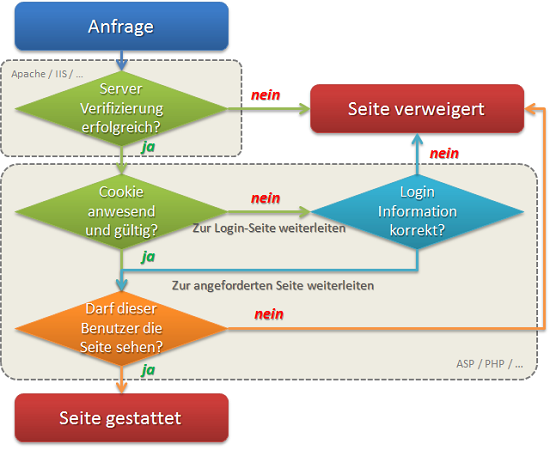 Anfrage
Apache / IIS / ...
Server
Verifizierung
erfolgreich?
nein
Seite verweigert
ja
nein
Cookie
anwesend
und gültig?
nein
Zur Login-Seite weiterleiten
Login
Information
korrekt?
ja
Zur angeforderten Seite weiterleiten
Darf dieser
Benutzer die
Seite sehen?
nein
ja
ASP / PHP / ...
Seite gestattet